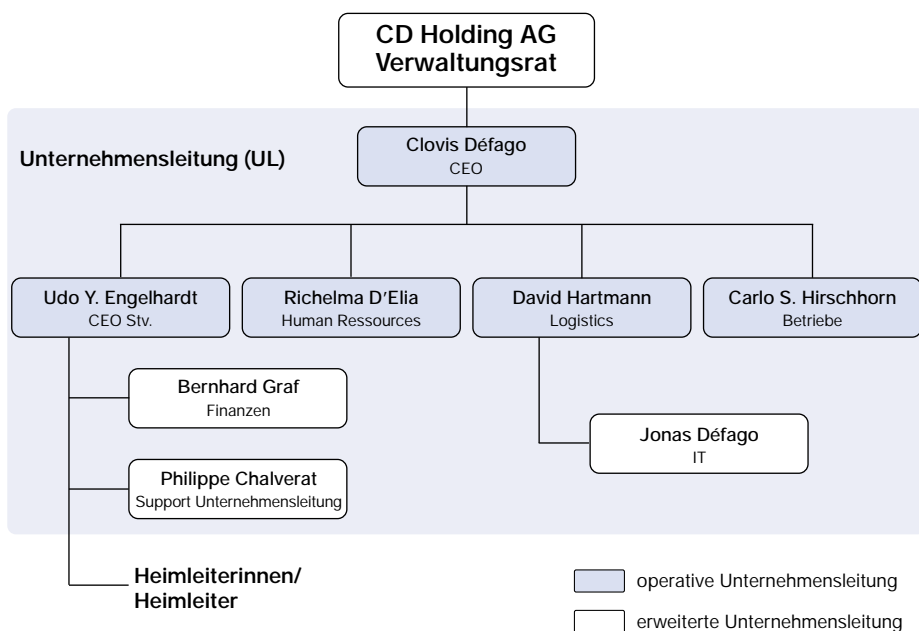 CD Holding AG
Verwaltungsrat
Unternehmensleitung (UL)
Clovis Défago
CEO
Udo Y. Engelhardt
CEO Stv.
Richelma D'Elia
Human Ressources
David Hartmann
Logistics
Carlo S. Hirschhorn
Betriebe
Bernhard Graf
Finanzen
Jonas Défago
IT
Philippe Chalverat
Support Unternehmensleitung
Heimleiterinnen/
Heimleiter
operative Unternehmensleitung
erweiterte Unternehmensleitung